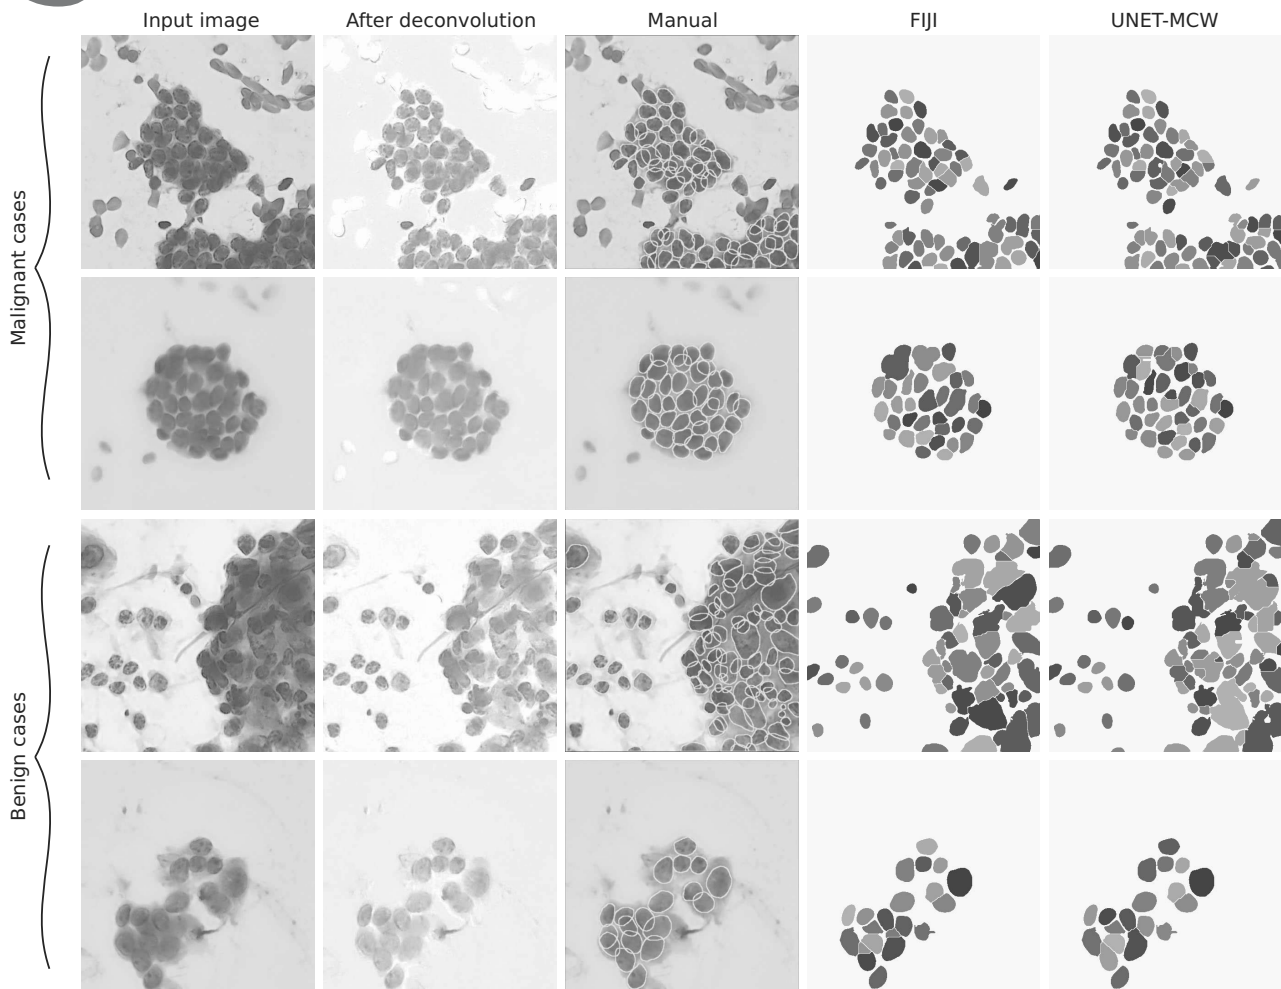 Input image
After deconvolution
Manual
FIJI
UNET-MCW
Malignant cases
Benign cases